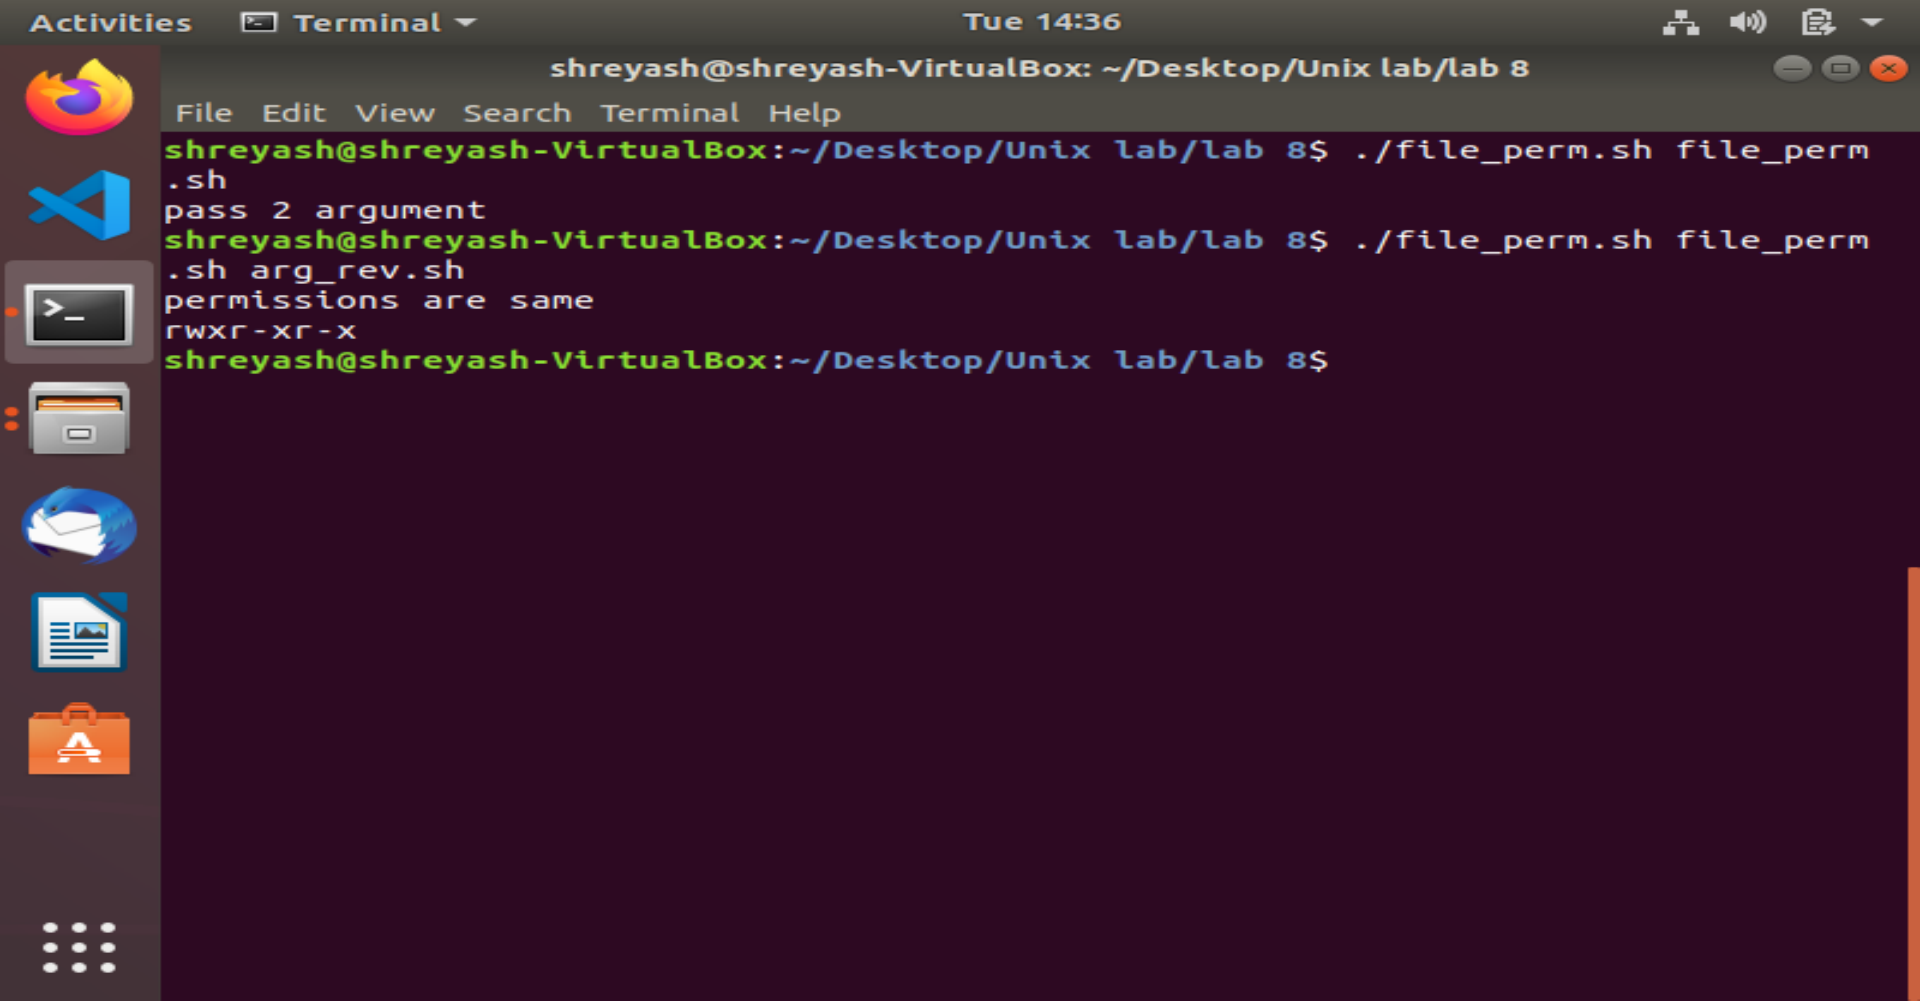 Activities Terminal Tue 14:36
shreyash@shreyash-VirtualBox: ~/Desktop/Unix lab/lab 8
File Edit View Search Terminal Help
shreyash@shreyash-VirtualBox:~/Desktop/Unix lab/lab 8$ ./file_perm.sh file_perm
.sh
pass 2 argument
shreyash@shreyash-VirtualBox:~/Desktop/Unix lab/lab 8$ ./file_perm.sh file_perm
.sh arg_rev.sh
permissions are same
rwxr-xr-x
shreyash@shreyash-VirtualBox:~/Desktop/Unix lab/lab 8$